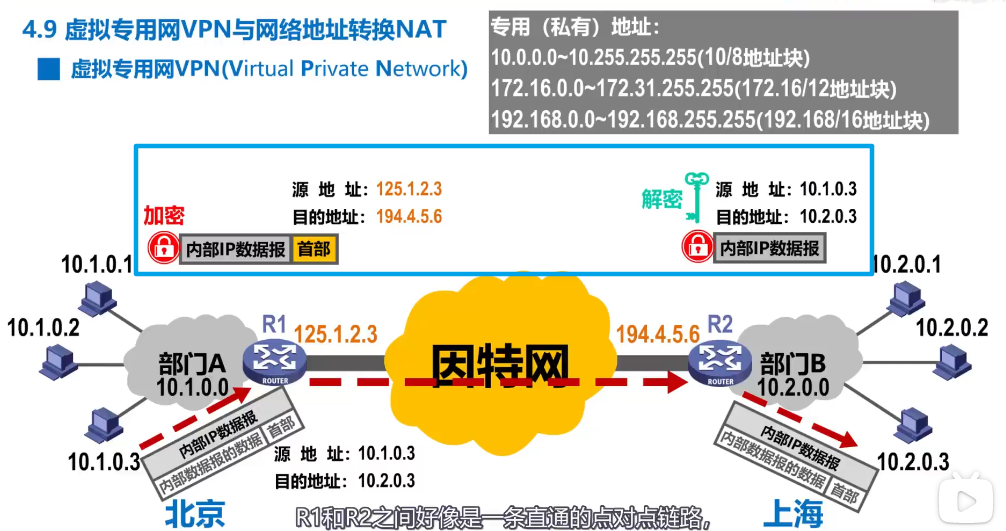 4.9 虚拟专用网VPN与网络地址转换NAT
虚拟专用网VPN(Virtual Private Network)
专用（私有）地址：
10.0.0.0~10.255.255.255(10/8地址块)
172.16.0.0~172.31.255.255(172.16/12地址块)
192.168.0.0~192.168.255.255(192.168/16地址块)
源 地 址：125.1.2.3
目的地址：194.4.5.6
加密
内部IP数据报 首部
解密
源 地 址：10.1.0.3
目的地址：10.2.0.3
内部IP数据报
10.1.0.1
10.1.0.2
10.1.0.3
部门A
10.1.0.0
R1
ROUTER
125.1.2.3
因特网
194.4.5.6
R2
ROUTER
部门B
10.2.0.0
10.2.0.1
10.2.0.2
10.2.0.3
内部IP数据报
内部数据报的数据 首部
源 地 址：10.1.0.3
目的地址：10.2.0.3
内部IP数据报
内部数据报的数据 首部
北京
上海
R1和R2之间好像是一条直通的点对点链路,